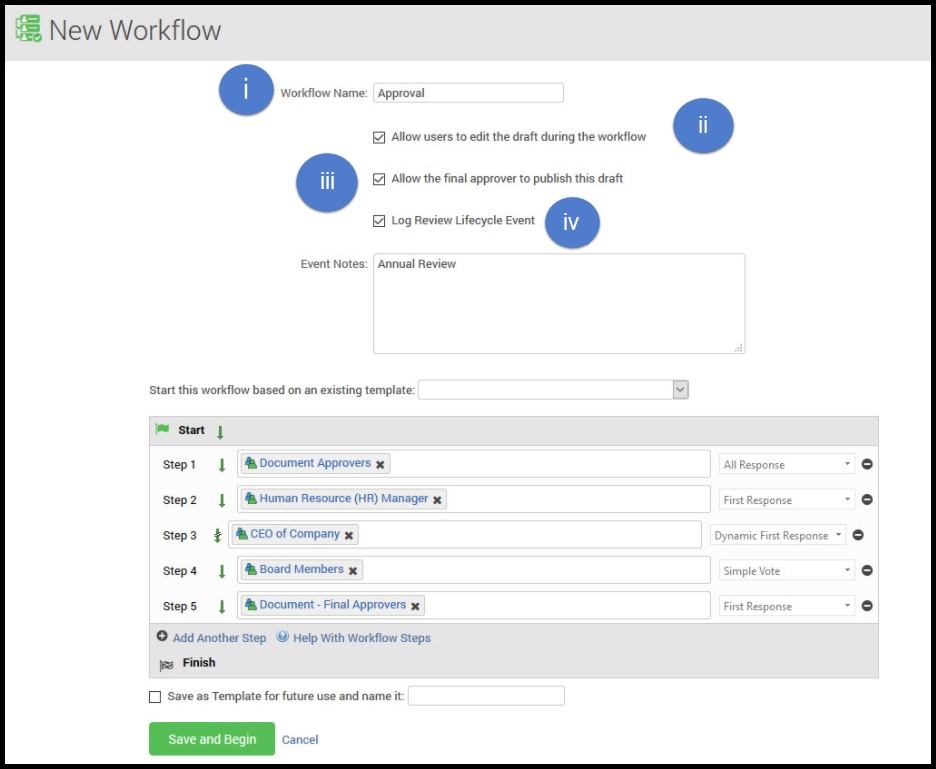 New Workflow
i Workflow Name: Approval
Allow users to edit the draft during the workflow ii
iii Allow the final approver to publish this draft
Log Review Lifecycle Event iv
Event Notes: Annual Review
Start this workflow based on an existing template:
Start
Step 1 Document Approvers All Response
Step 2 Human Resource (HR) Manager First Response
Step 3 CEO of Company Dynamic First Response
Step 4 Board Members Simple Vote
Step 5 Document - Final Approvers First Response
Add Another Step Help With Workflow Steps
Finish
Save as Template for future use and name it:
Save and Begin Cancel